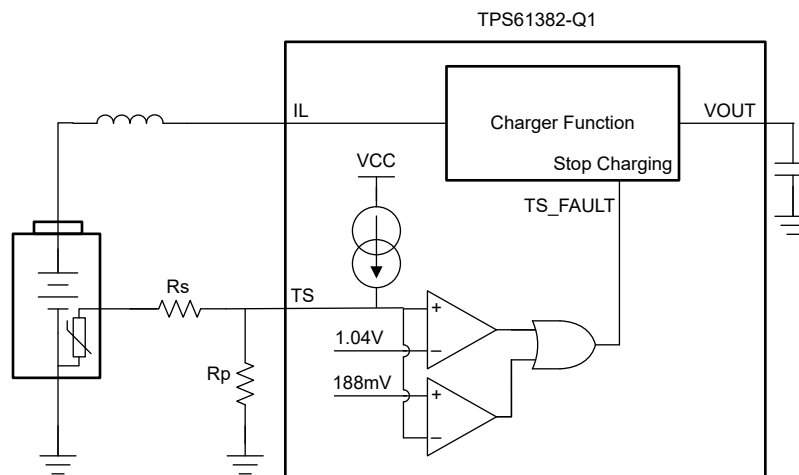 TPS61382-Q1
IL
Charger Function
VOUT
Stop Charging
VCC
TS_FAULT
Rs
TS
+
1.04V
−
Rp
188mV
+
−